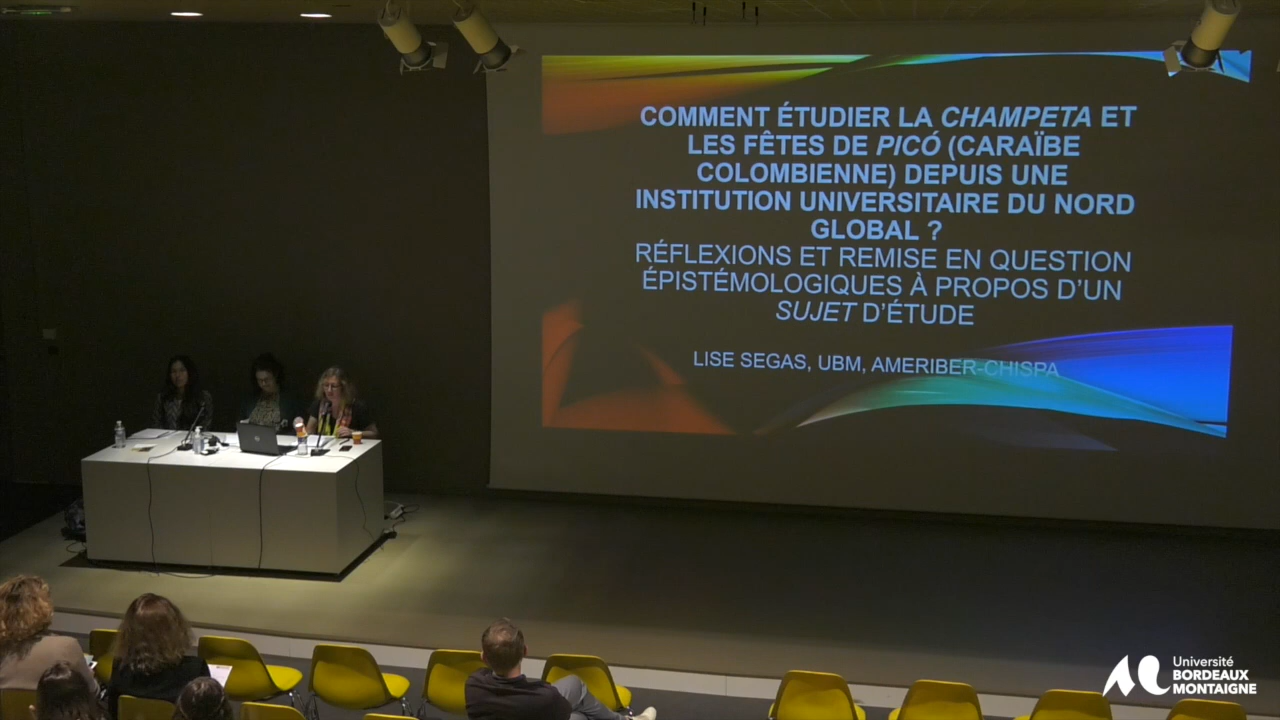 COMMENT ÉTUDIER LA CHAMPETA ET
LES FÊTES DE PICÓ (CARAÏBE
COLOMBIENNE) DEPUIS UNE
INSTITUTION UNIVERSITAIRE DU NORD
GLOBAL ?
RÉFLEXIONS ET REMISE EN QUESTION
ÉPISTÉMOLOGIQUES À PROPOS D’UN
SUJET D’ÉTUDE
LISE SEGAS, UBM, AMERIBER-CHISPA
Université
BORDEAUX
MONTAIGNE